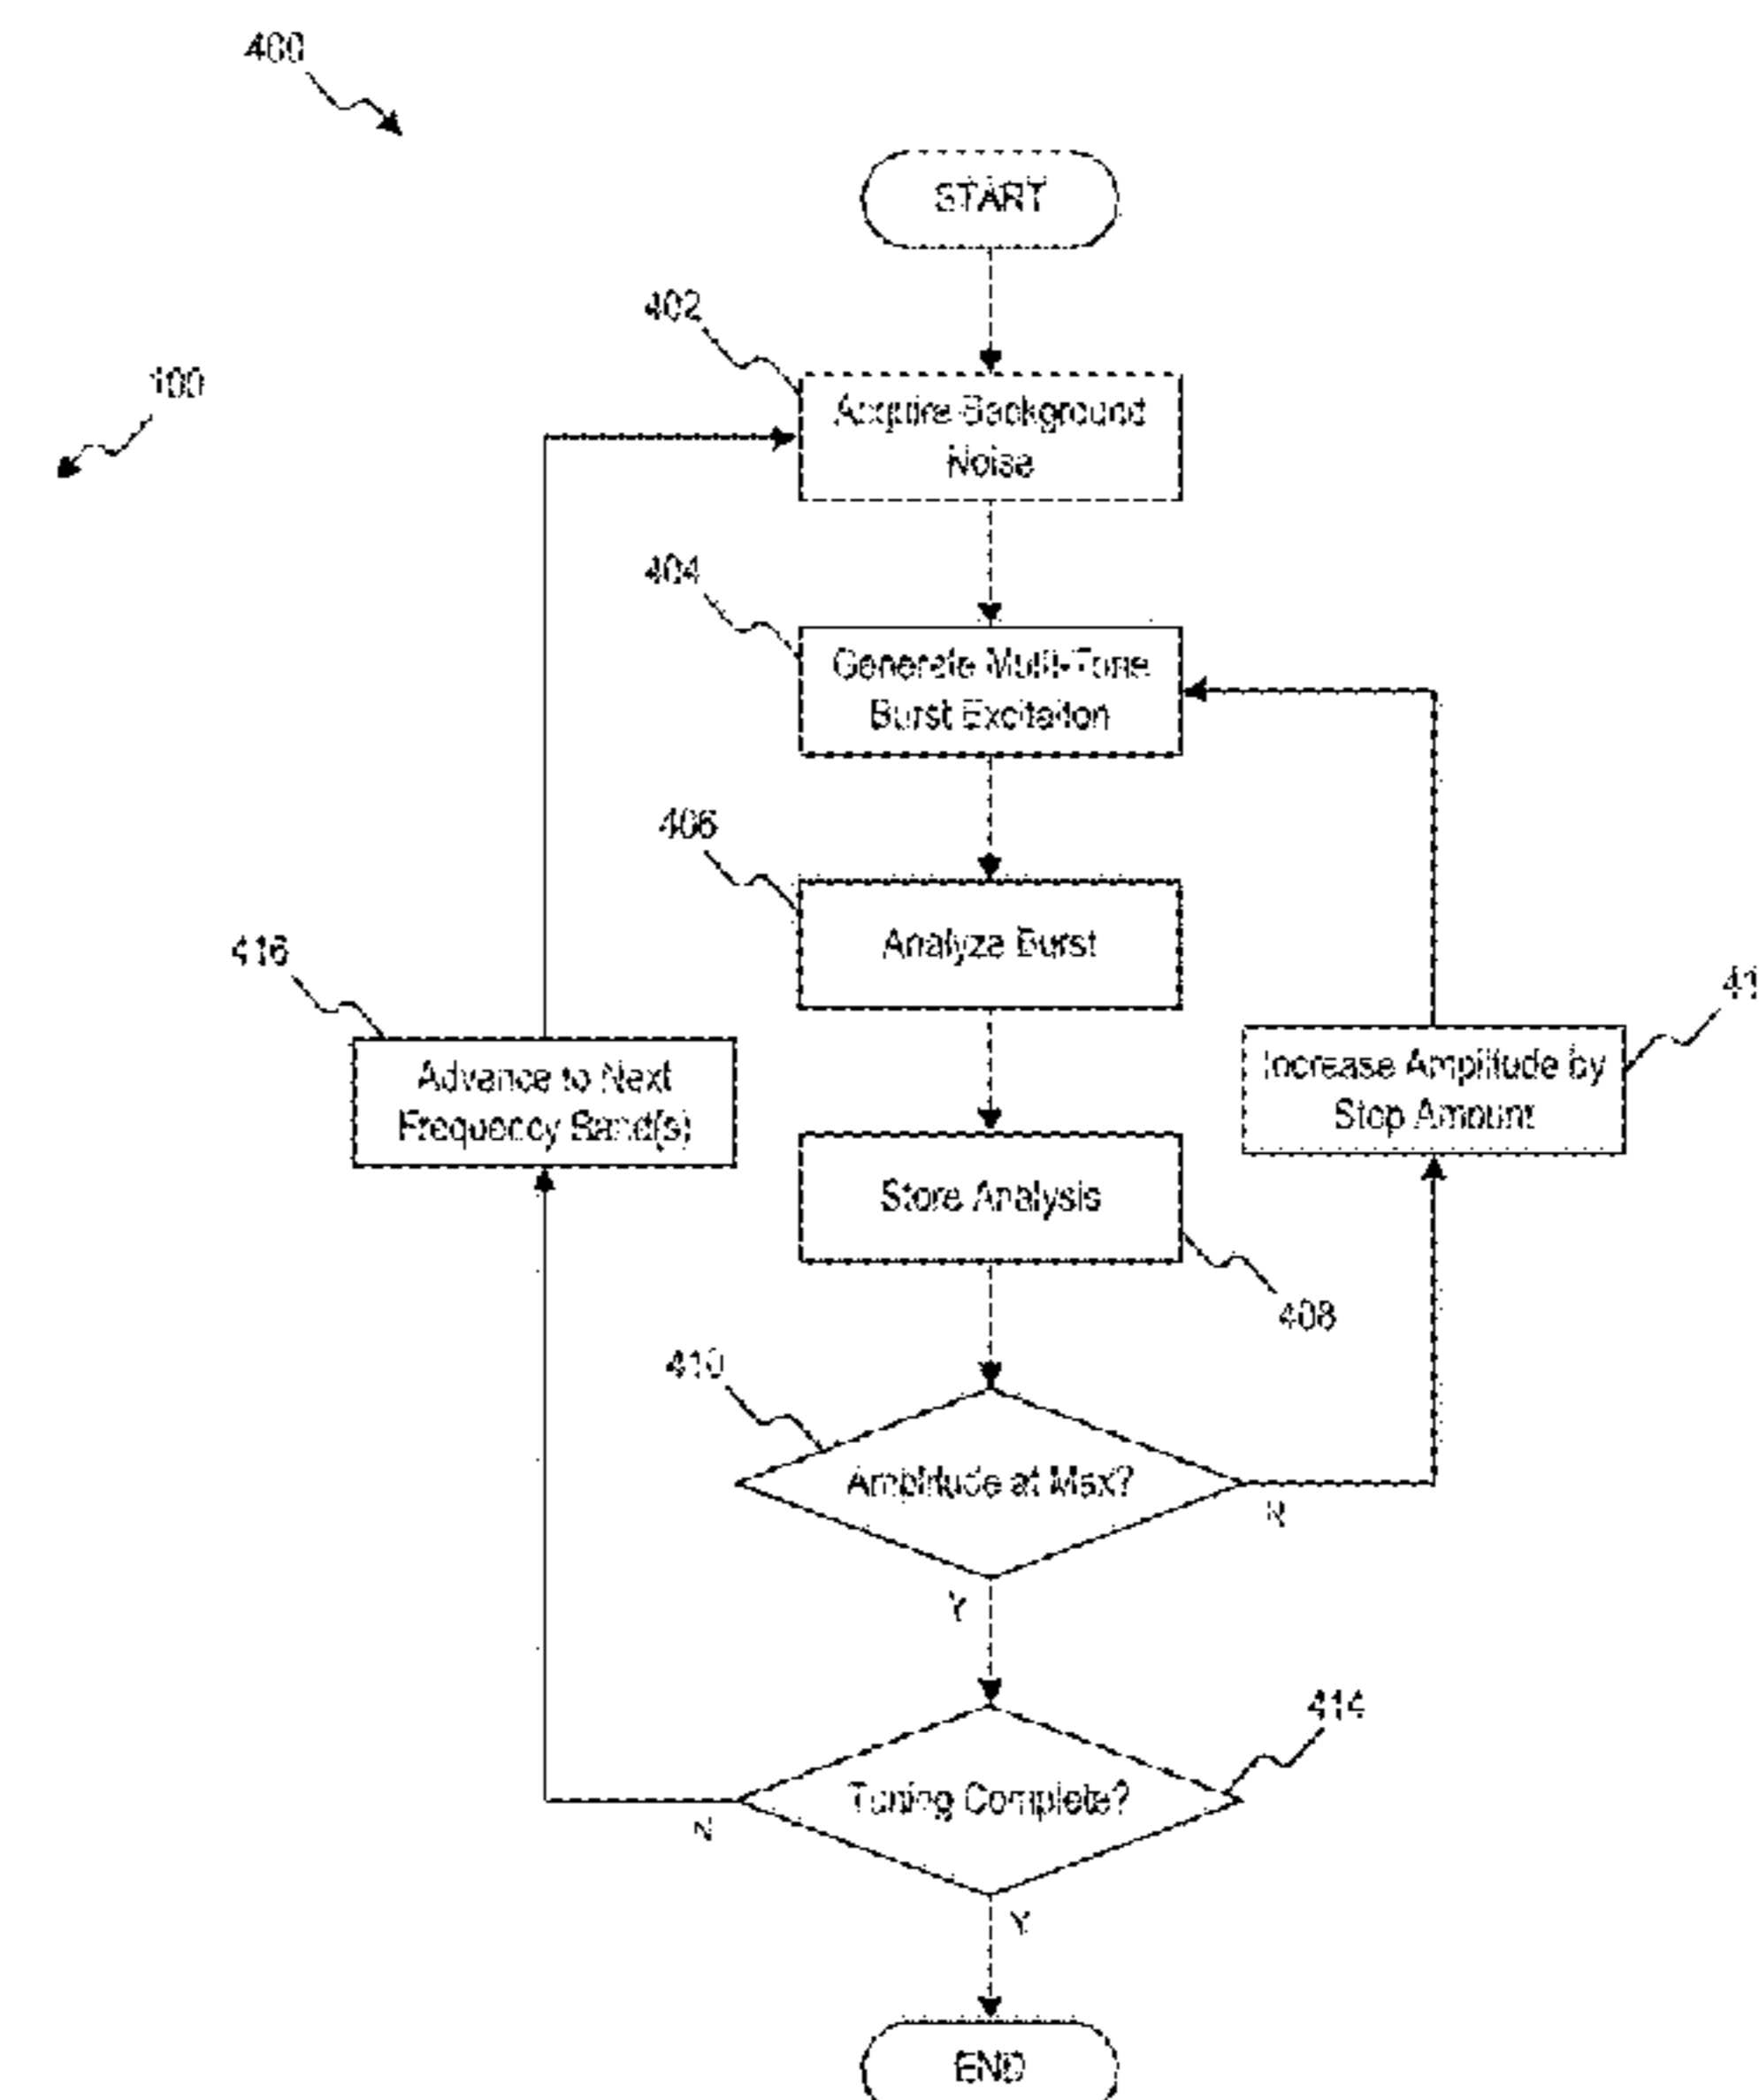 400
START
402
100
Acquire Background
Noise
404
Generate Multi-Tone
Burst Excitation
406
Analyze Burst
416
41
Advance to Next
Frequency Band(s)
Increase Amplitude by
Step Amount
Store Analysis
408
410
Amplitude at Max?
N
Y
414
Tuning Complete?
N
Y
END